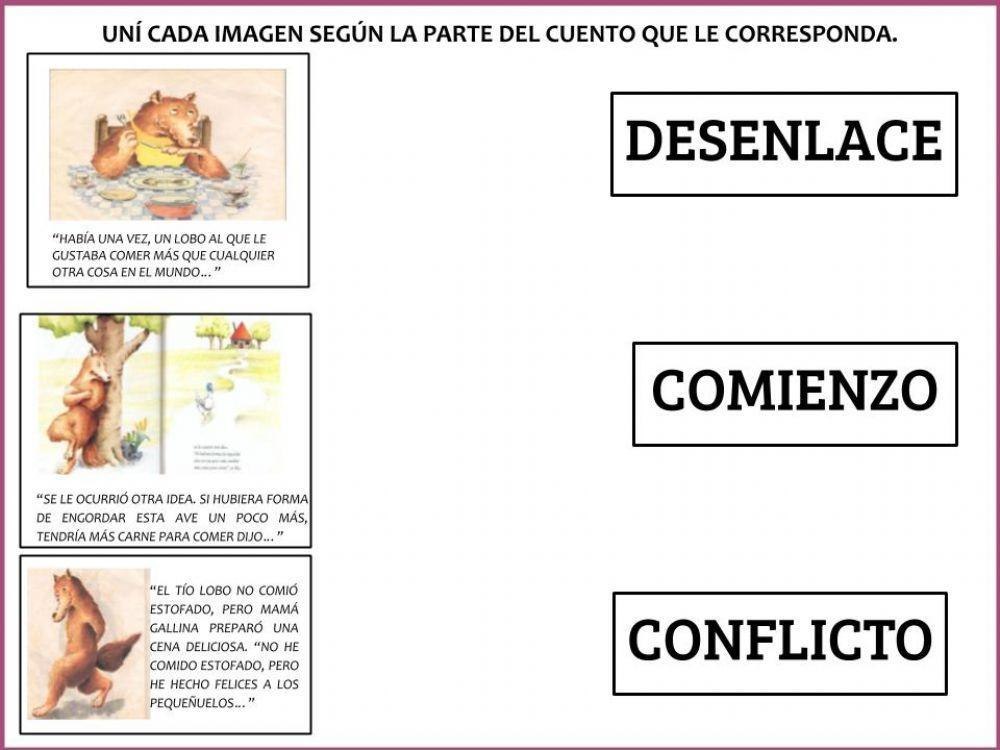 UNÍ CADA IMAGEN SEGÚN LA PARTE DEL CUENTO QUE LE CORRESPONDA.
“HABÍA UNA VEZ, UN LOBO AL QUE LE
GUSTABA COMER MÁS QUE CUALQUIER
OTRA COSA EN EL MUNDO…”
DESENLACE
“SE LE OCURRIÓ OTRA IDEA. SI HUBIERA FORMA
DE ENGORDAR ESTA AVE UN POCO MÁS,
TENDRÍA MÁS CARNE PARA COMER DIJO…”
COMIENZO
“EL TÍO LOBO NO COMIÓ
ESTOFADO, PERO MAMÁ
GALLINA PREPARÓ UNA
CENA DELICIOSA. “NO HE
COMIDO ESTOFADO, PERO
HE HECHO FELICES A LOS
PEQUEÑUELOS…”
CONFLICTO